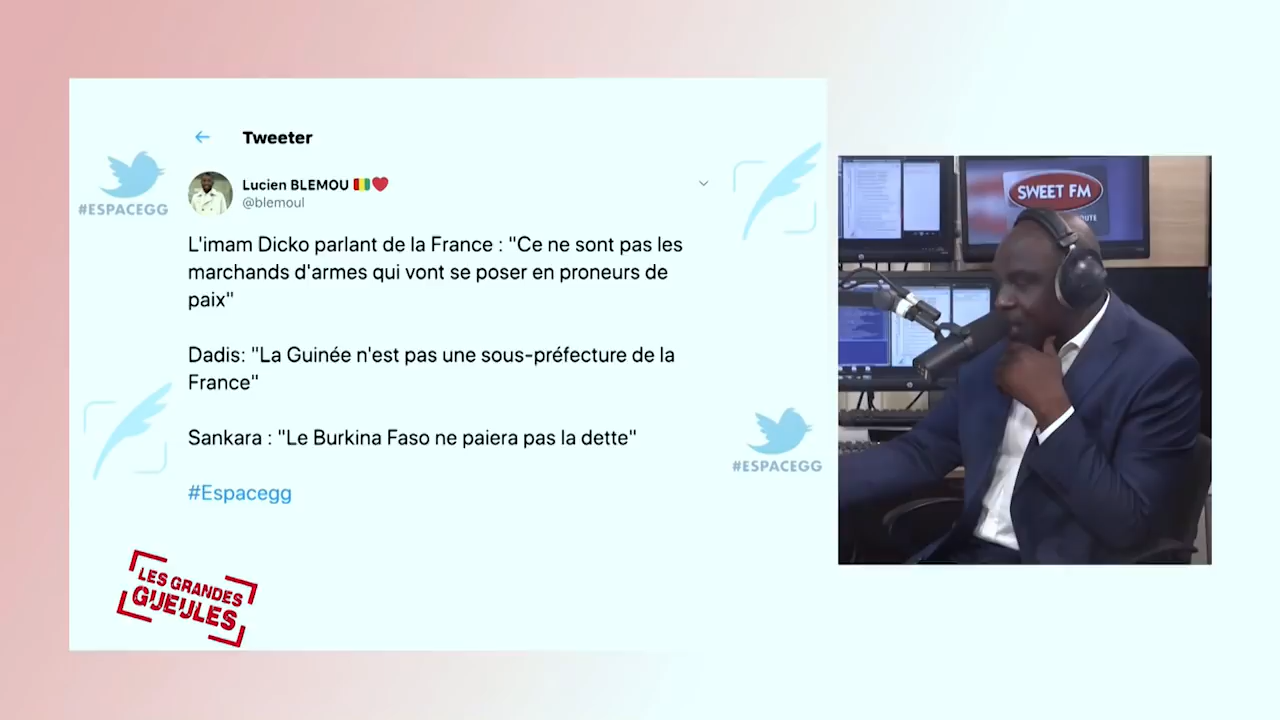 Tweeter
Lucien BLEMOU 🇬🇳❤️
@blemoul
L'imam Dicko parlant de la France : "Ce ne sont pas les
marchands d'armes qui vont se poser en proneurs de
paix"
Dadis: "La Guinée n'est pas une sous-préfecture de la
France"
Sankara : "Le Burkina Faso ne paiera pas la dette"
#Espacegg
#ESPACEGG
#ESPACEGG
LES GRANDES
GUEULES
SWEET FM